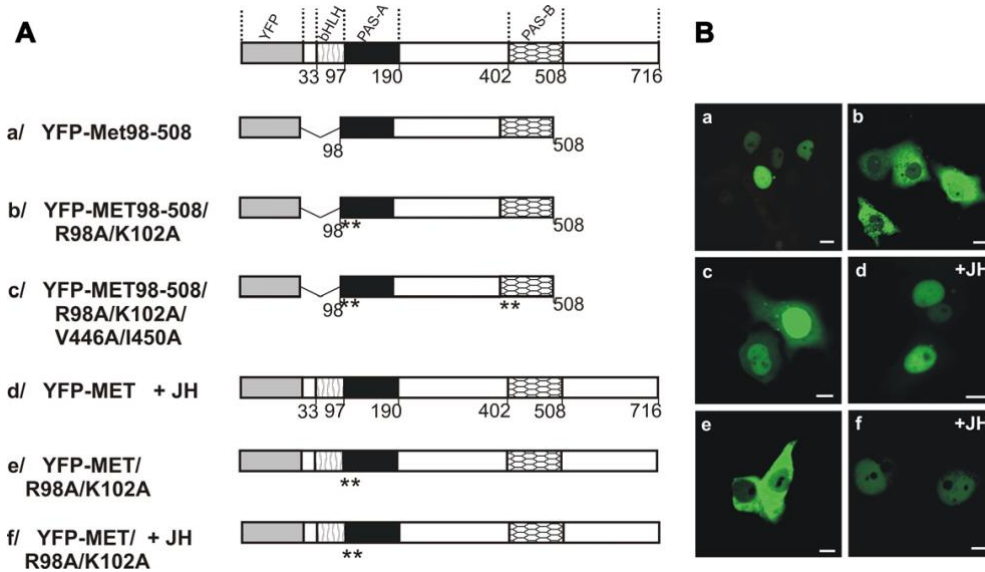 A
YFP
bHLH
PAS-A
PAS-B
33 97 190 402 508 716
a/ YFP-Met98-508
98 508
b/ YFP-MET98-508/
R98A/K102A
98 ** 508
c/ YFP-MET98-508/
R98A/K102A/
V446A/I450A
98 ** ** 508
d/ YFP-MET + JH
33 97 190 402 508 716
e/ YFP-MET/
R98A/K102A
**
f/ YFP-MET/ + JH
R98A/K102A
**
B
a b
c d +JH
e f +JH